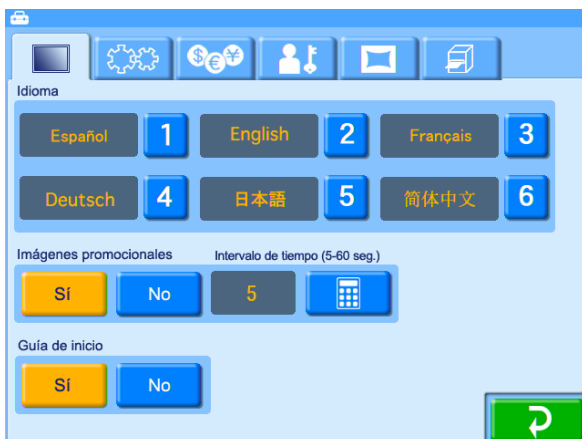 $ € ¥
Idioma
Español 1 English 2 Français 3
Deutsch 4 日本語 5 简体中文 6
Imágenes promocionales Intervalo de tiempo (5-60 seg.)
Sí No 5
Guía de inicio
Sí No